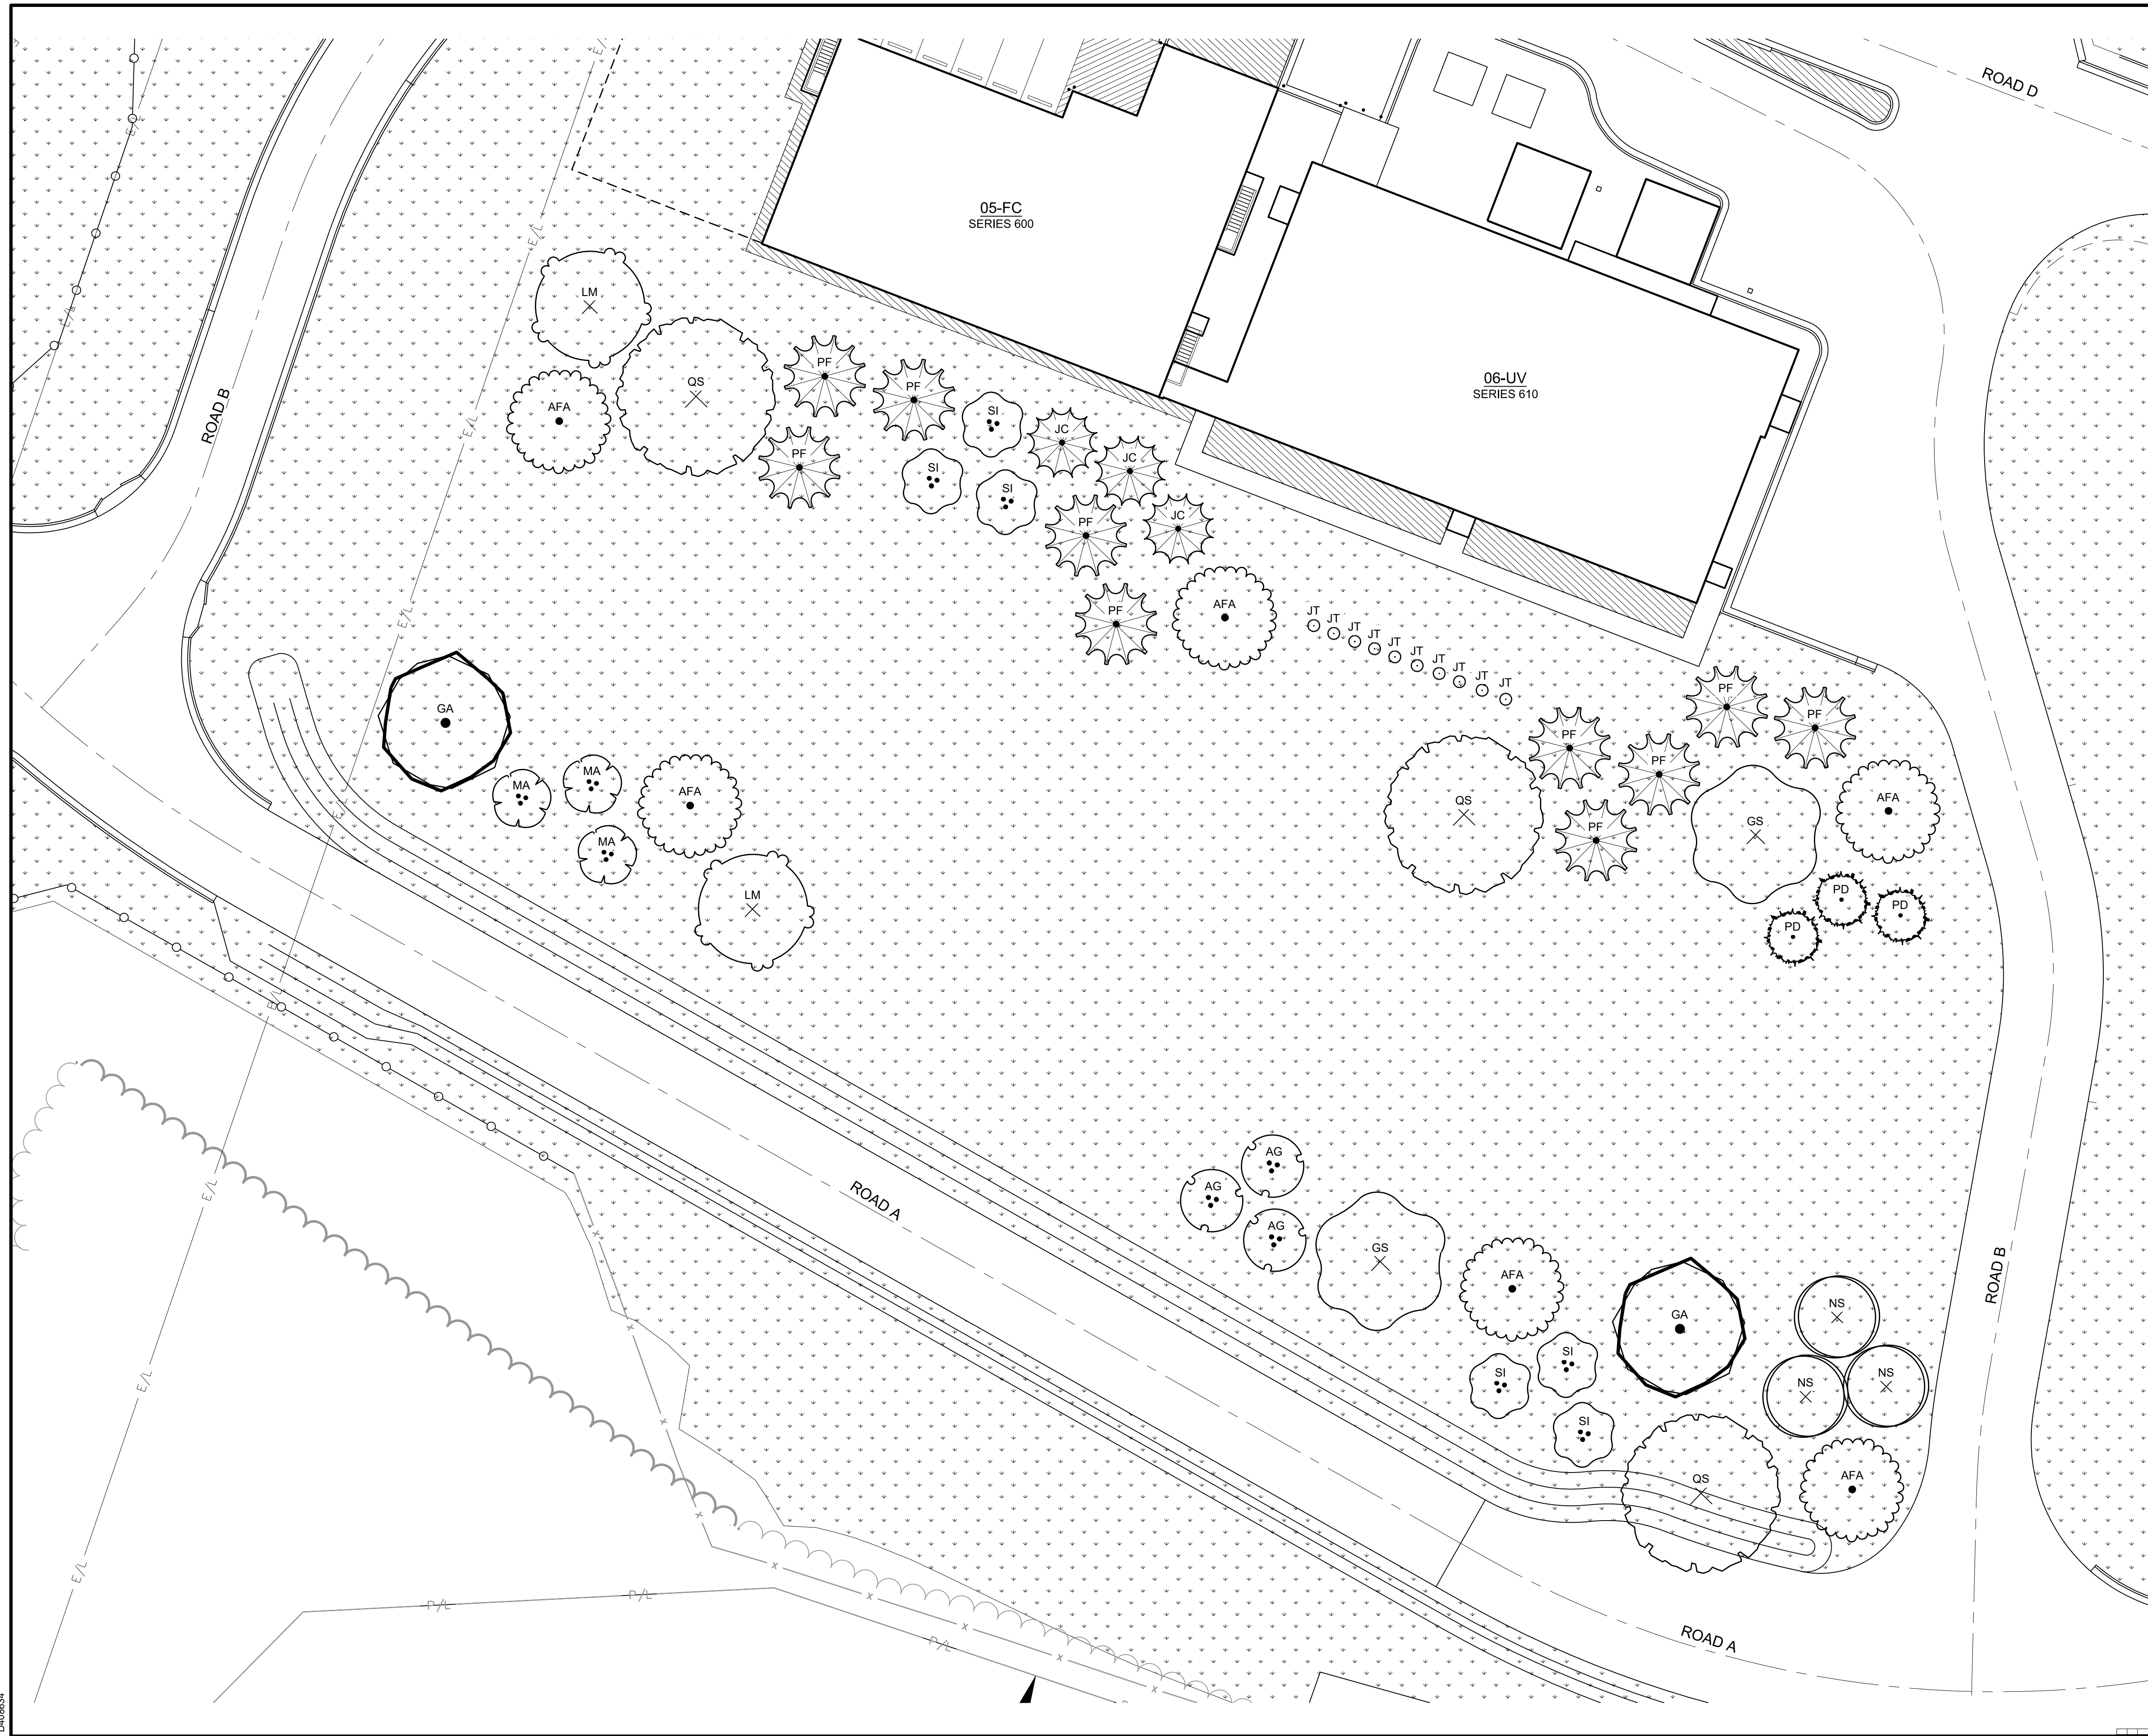 E/L
ROAD D
E/L
05-FC
SERIES 600
E/L
LM
E/L
PF
06-UV
SERIES 610
QS
PF
AFA
SI
ROAD B
E/L
JC
PF
JC
SI
SI
JC
PF
AFA
PF
E/L
JT
JT
JT
JT
JT
JT
JT
JT
JT
JT
PF
GA
PF
PF
PF
MA
MA
AFA
AFA
QS
E/L
GS
PF
MA
PD
LM
PD
PD
E/L
AG
AG
E/L
ROAD A
AG
GS
ROAD B
AFA
NS
GA
SI
SI
NS
E/L
NS
SI
AFA
QS
E/L
P/L
P/L
ROAD A
P/L